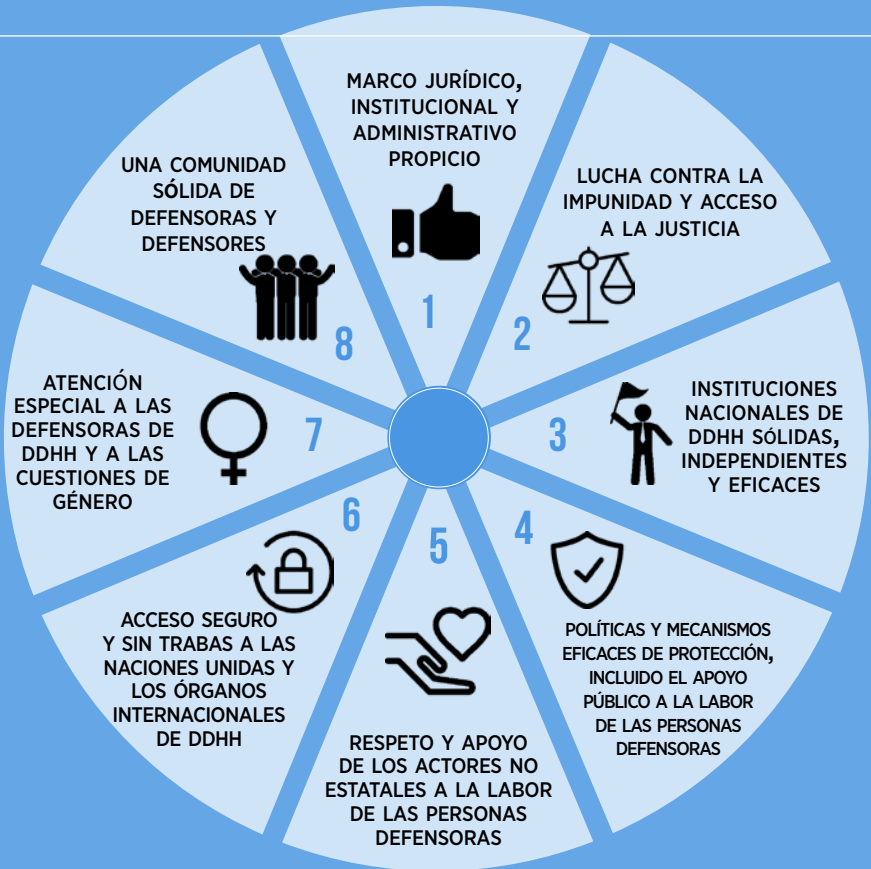 MARCO JURÍDICO,
INSTITUCIONAL Y
ADMINISTRATIVO
PROPICIO
1
LUCHA CONTRA LA
IMPUNIDAD Y ACCESO
A LA JUSTICIA
2
INSTITUCIONES
NACIONALES DE
DDHH SÓLIDAS,
INDEPENDIENTES
Y EFICACES
3
4
POLÍTICAS Y MECANISMOS
EFICACES DE PROTECCIÓN,
INCLUIDO EL APOYO
PÚBLICO A LA LABOR
DE LAS PERSONAS
DEFENSORAS
5
RESPETO Y APOYO
DE LOS ACTORES NO
ESTATALES A LA LABOR
DE LAS PERSONAS
DEFENSORAS
6
ACCESO SEGURO
Y SIN TRABAS A LAS
NACIONES UNIDAS Y
LOS ÓRGANOS
INTERNACIONALES
DE DDHH
7
ATENCIÓN
ESPECIAL A LAS
DEFENSORAS DE
DDHH Y A LAS
CUESTIONES DE
GÉNERO
UNA COMUNIDAD
SÓLIDA DE
DEFENSORAS Y
DEFENSORES
8